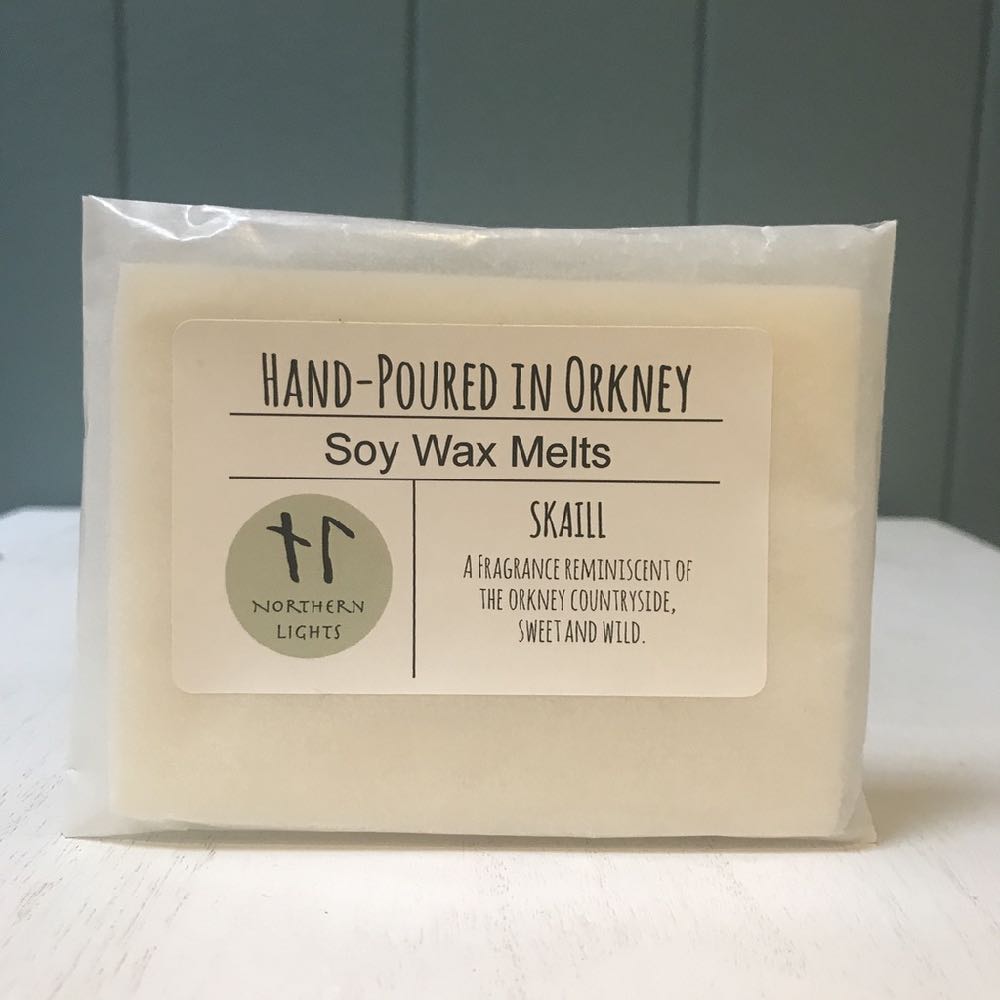 HAND-POURED IN ORKNEY
Soy Wax Melts
NORTHERN
LIGHTS
SKAILL
A FRAGRANCE REMINISCENT OF
THE ORKNEY COUNTRYSIDE,
SWEET AND WILD.